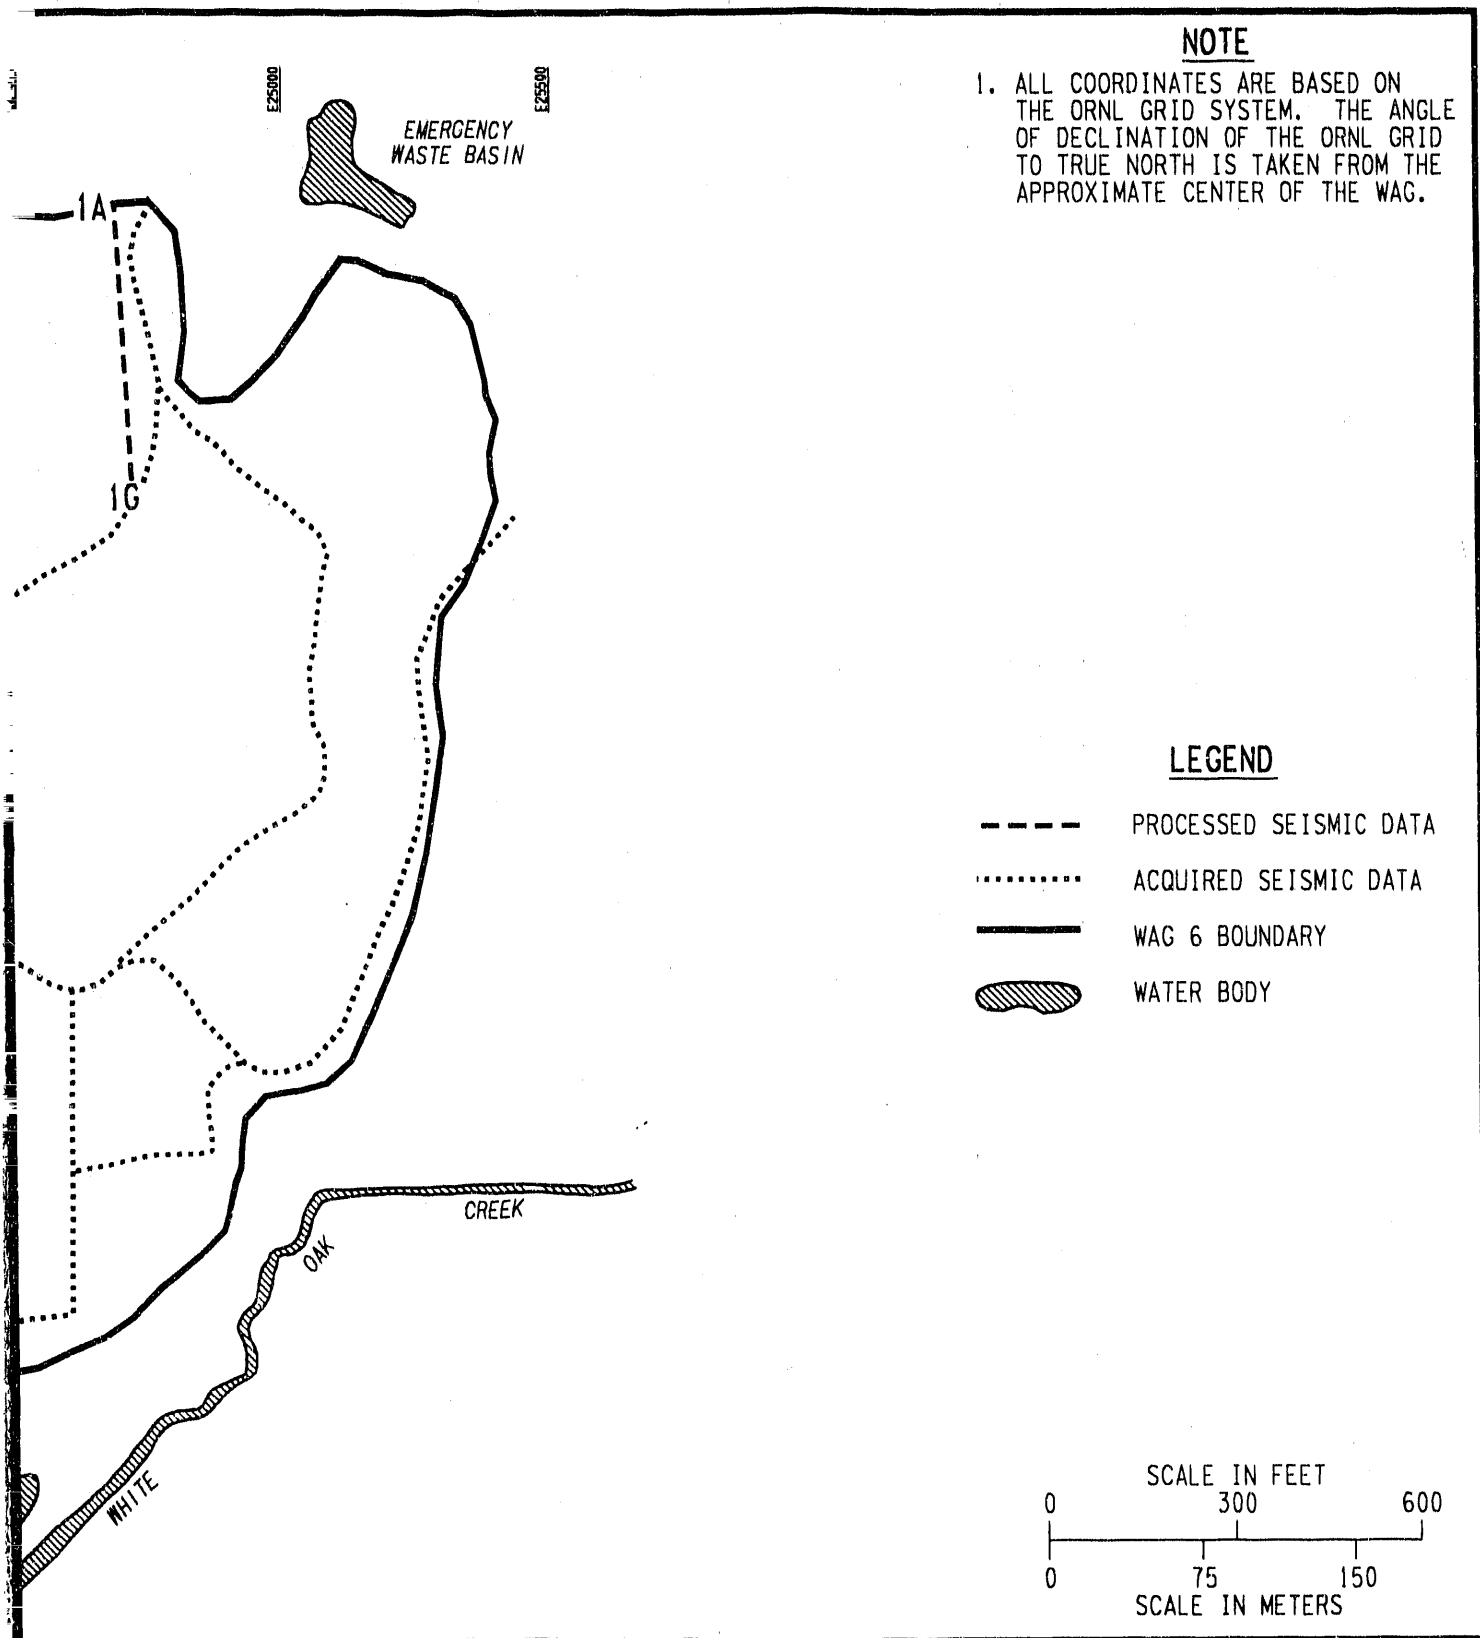 NOTE
1. ALL COORDINATES ARE BASED ON
THE ORNL GRID SYSTEM. THE ANGLE
OF DECLINATION OF THE ORNL GRID
TO TRUE NORTH IS TAKEN FROM THE
APPROXIMATE CENTER OF THE WAG.
E25000
E25500
EMERGENCY
WASTE BASIN
1A
1G
LEGEND
PROCESSED SEISMIC DATA
ACQUIRED SEISMIC DATA
WAG 6 BOUNDARY
WATER BODY
CREEK
OAK
WHITE
SCALE IN FEET
0 300 600
0 75 150
SCALE IN METERS